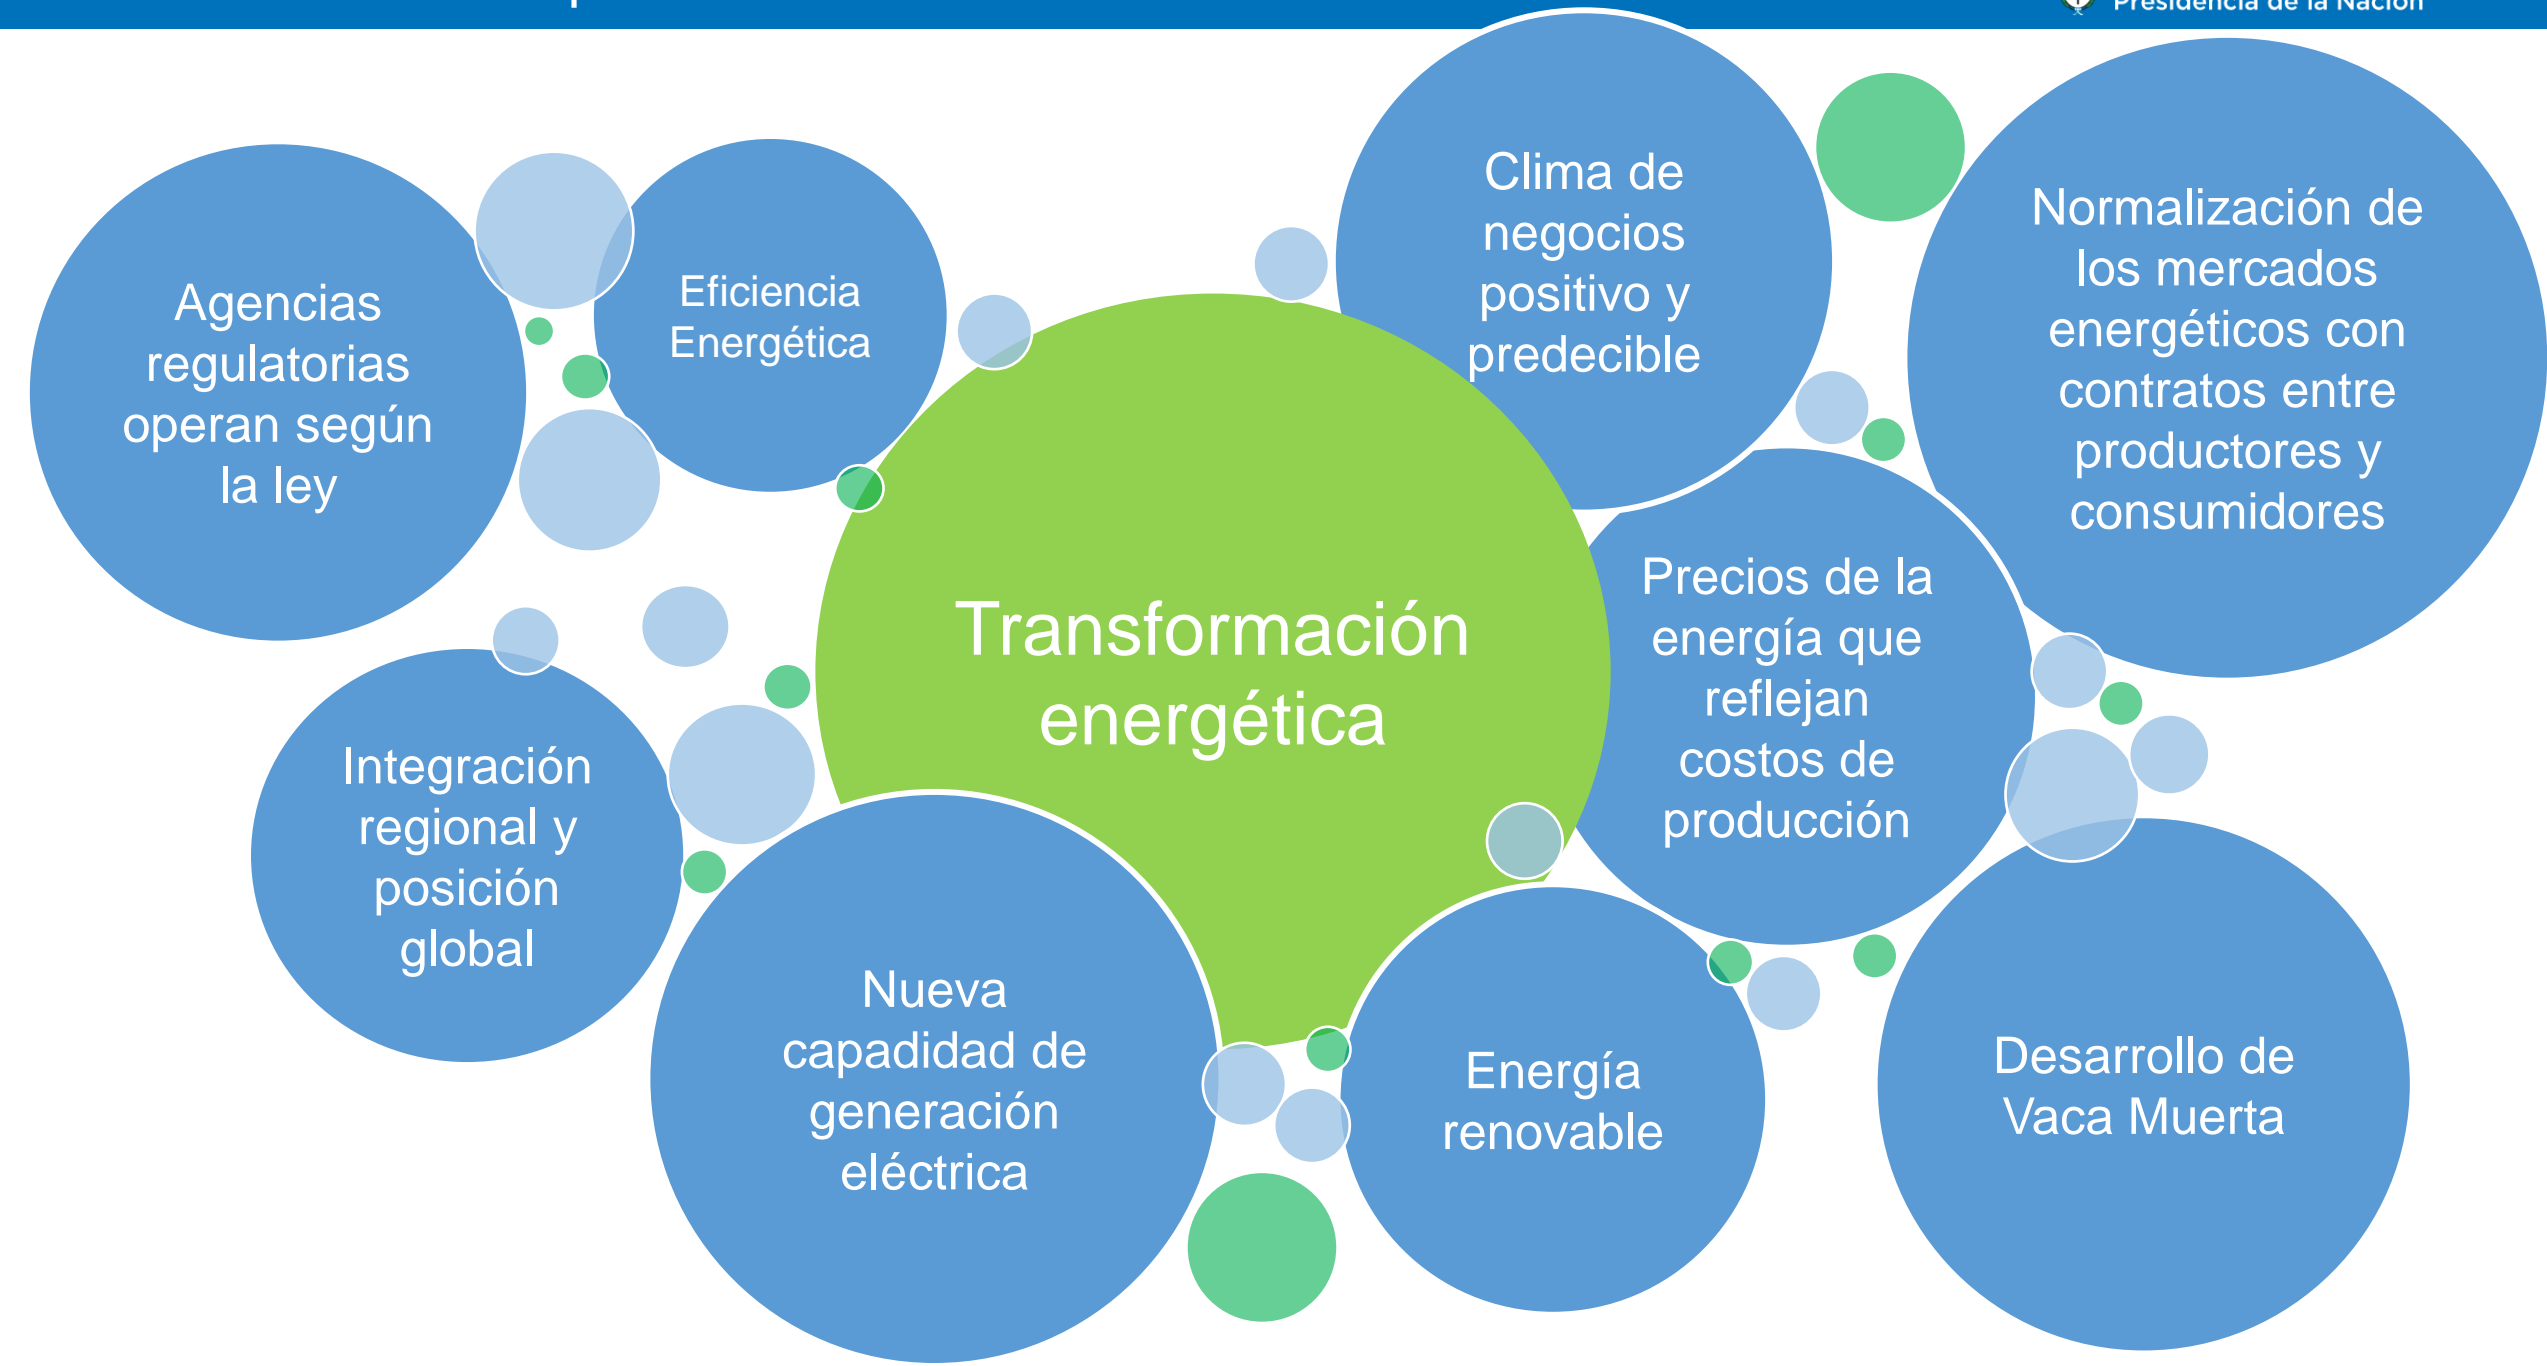 Presidencia de la Nación
Clima de
negocios
positivo y
predecible
Normalización de
los mercados
energéticos con
contratos entre
productores y
consumidores
Agencias
regulatorias
operan según
la ley
Eficiencia
Energética
Transformación
energética
Precios de la
energía que
reflejan
costos de
producción
Integración
regional y
posición
global
Nueva
capadidad de
generación
eléctrica
Energía
renovable
Desarrollo de
Vaca Muerta